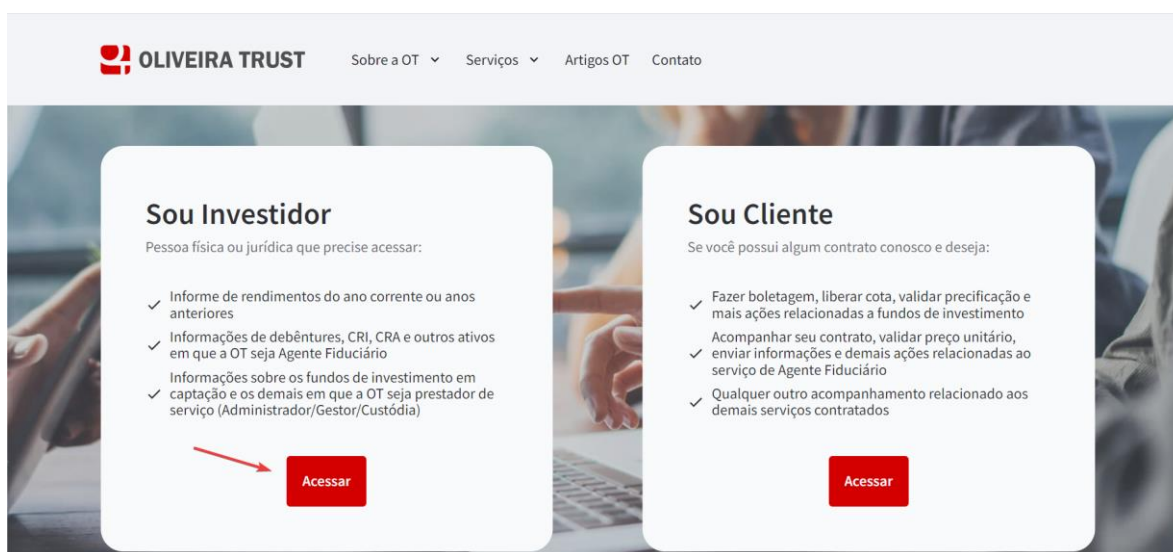 OLIVEIRA TRUST
Sobre a OT
Serviços
Artigos OT
Contato
Sou Investidor
Pessoa física ou jurídica que precise acessar:
Informe de rendimentos do ano corrente ou anos
anteriores
Informações de debêntures, CRI, CRA e outros ativos
em que a OT seja Agente Fiduciário
Informações sobre os fundos de investimento em
captação e os demais em que a OT seja prestador de
serviço (Administrador/Gestor/Custódia)
Acessar
Sou Cliente
Se você possui algum contrato conosco e deseja:
Fazer boletagem, liberar cota, validar precificação e
mais ações relacionadas a fundos de investimento
Acompanhar seu contrato, validar preço unitário,
enviar informações e demais ações relacionadas ao
serviço de Agente Fiduciário
Qualquer outro acompanhamento relacionado aos
demais serviços contratados
Acessar